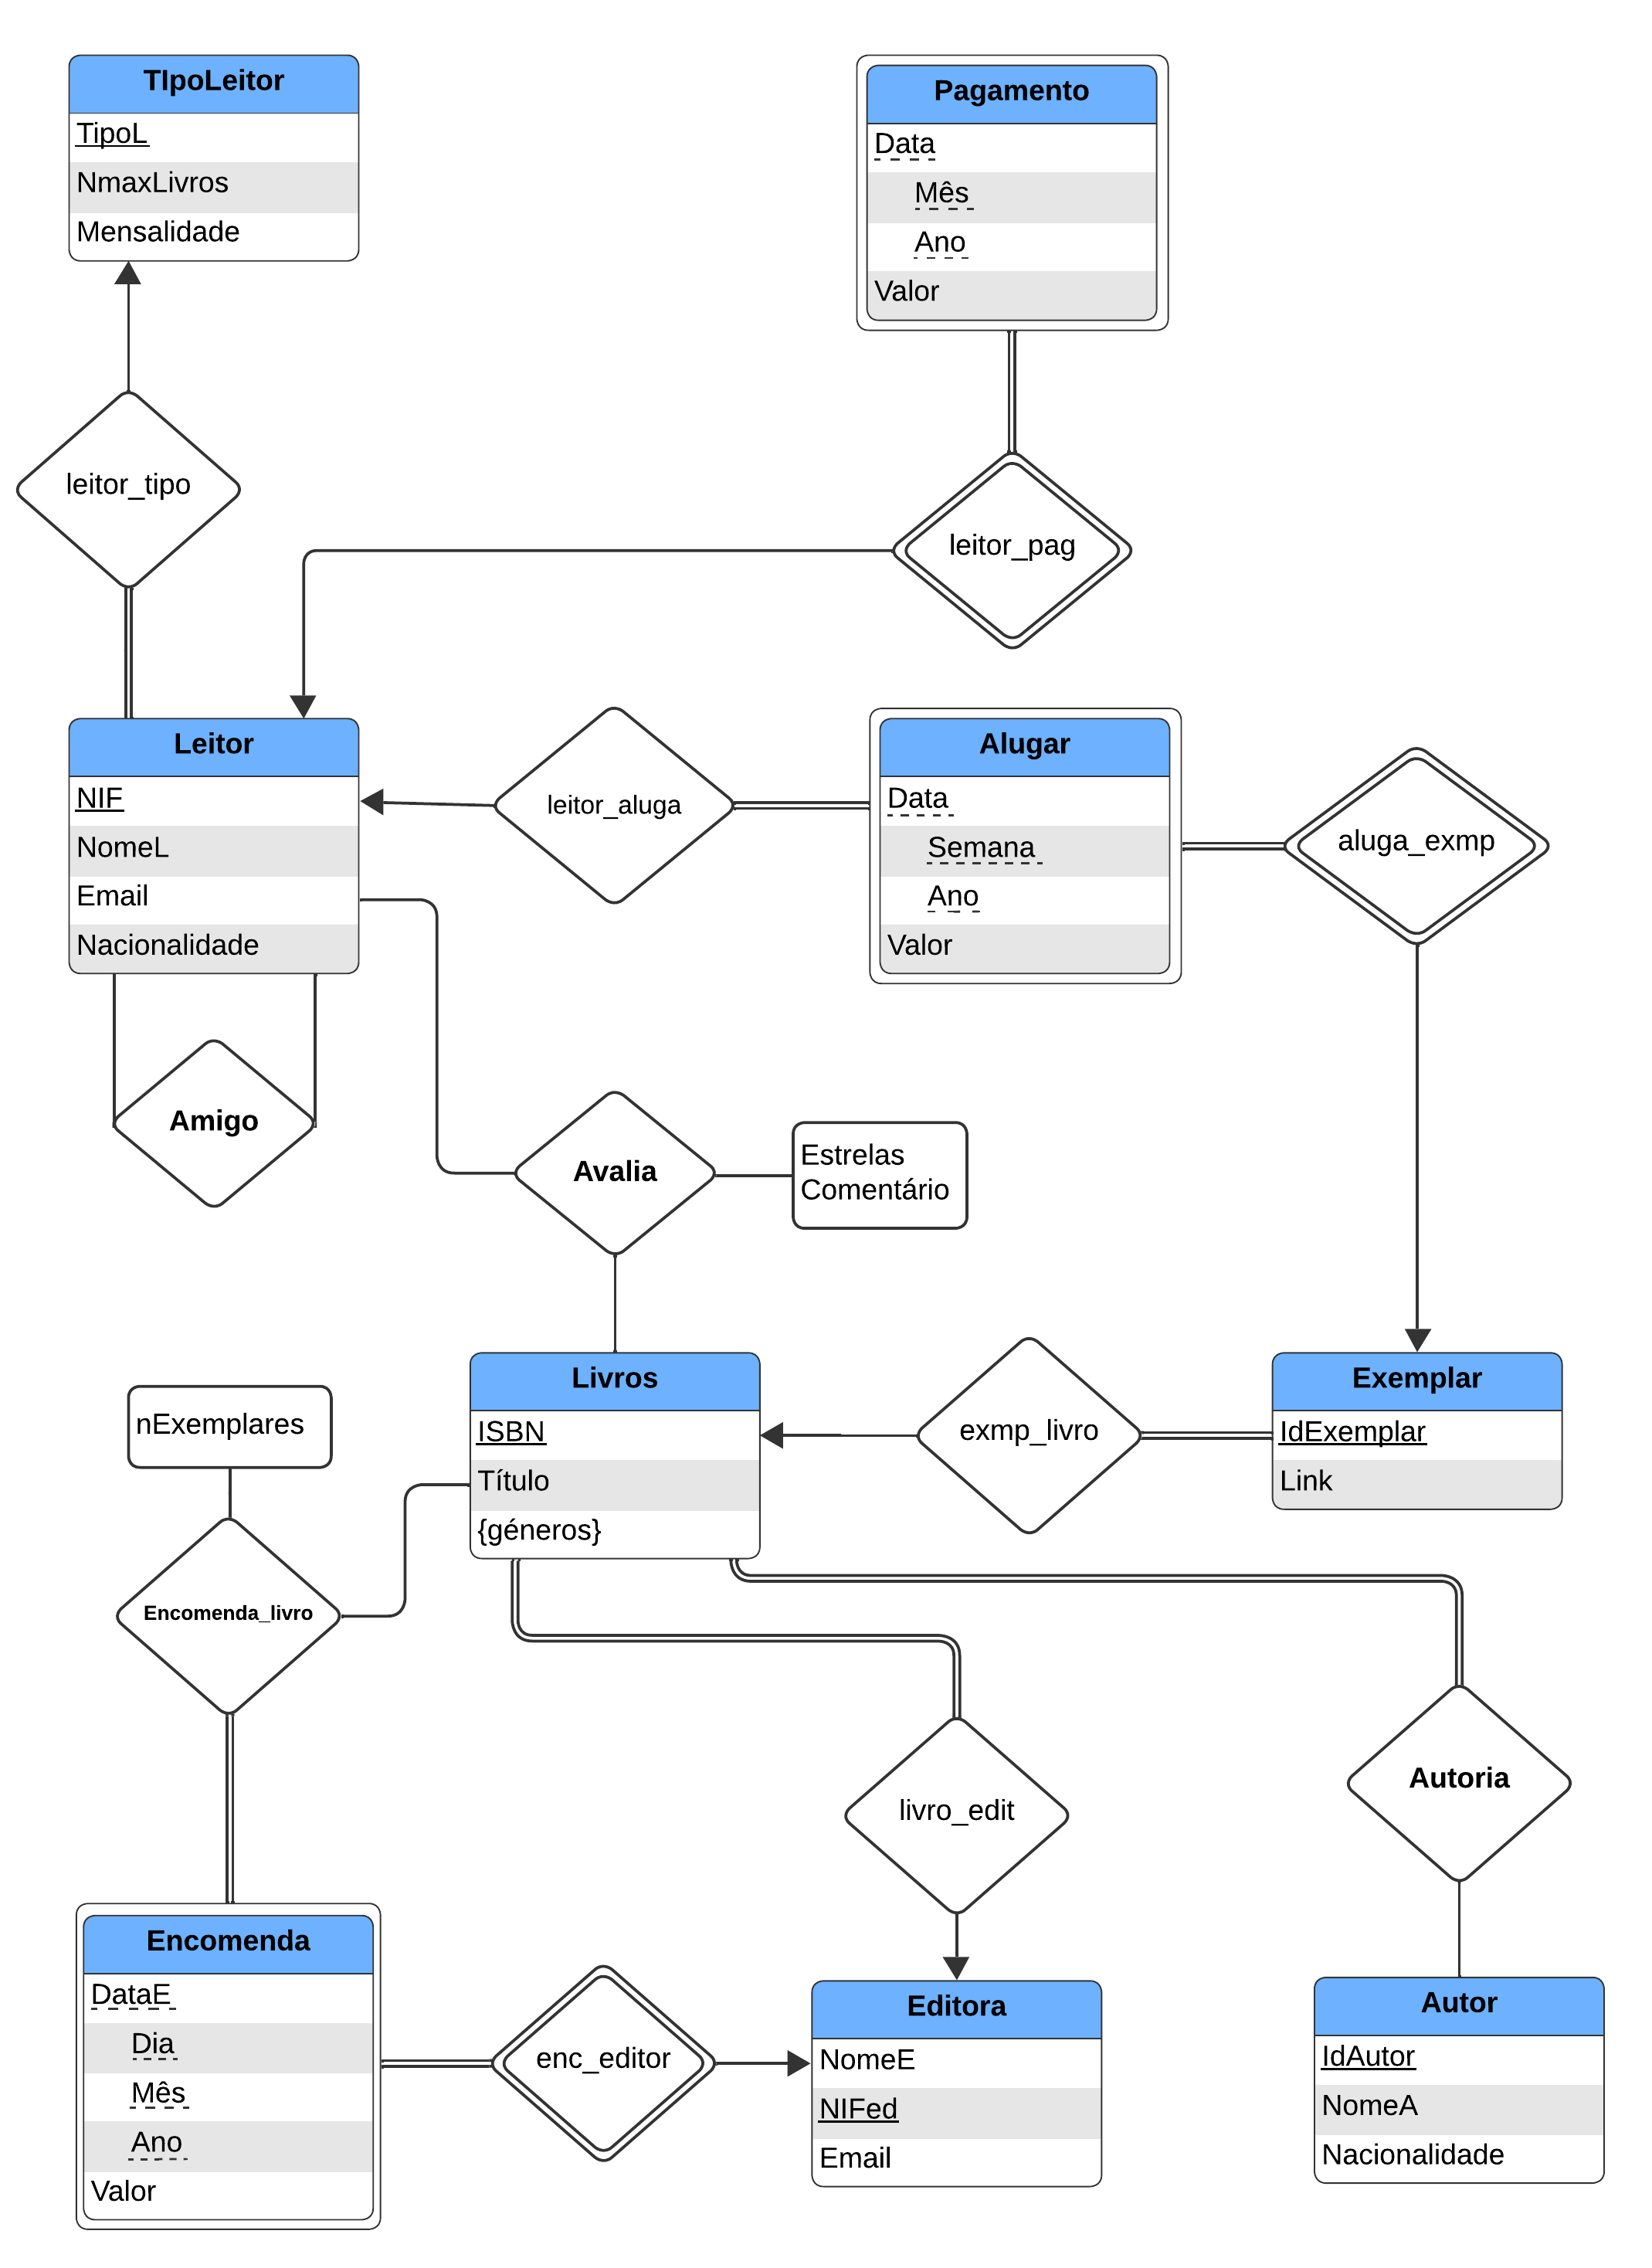 TIpoLeitor
TipoL
NmaxLivros
Mensalidade
Pagamento
Data
Mês
Ano
Valor
leitor_tipo
leitor_pag
Leitor
NIF
NomeL
Email
Nacionalidade
leitor_aluga
Alugar
Data
Semana
Ano
Valor
aluga_exmp
Amigo
Avalia
Estrelas
Comentário
Livros
ISBN
Título
{géneros}
exmp_livro
Exemplar
IdExemplar
Link
nExemplares
Encomenda_livro
livro_edit
Autoria
Encomenda
DataE
Dia
Mês
Ano
Valor
enc_editor
Editora
NomeE
NIFed
Email
Autor
IdAutor
NomeA
Nacionalidade